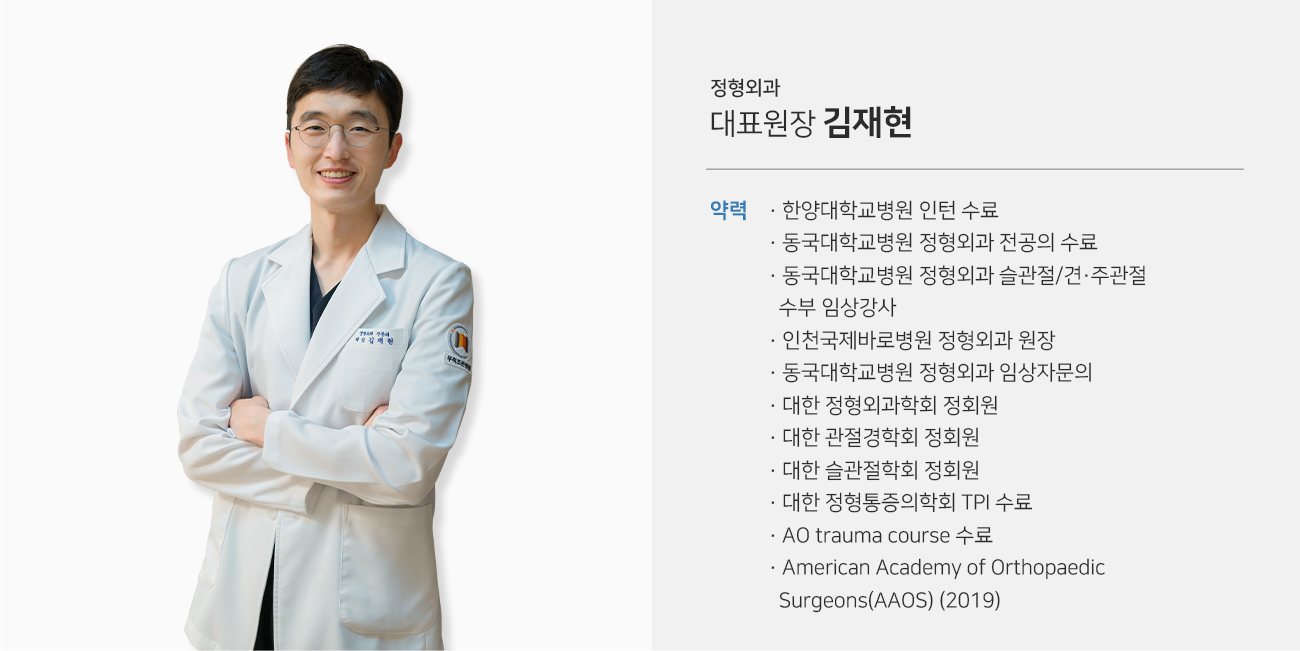 정형외과
대표원장 김재현
약력 · 한양대학교병원 인턴 수료
· 동국대학교병원 정형외과 전공의 수료
· 동국대학교병원 정형외과 슬관절/견·주관절
수부 임상강사
· 인천국제바로병원 정형외과 원장
· 동국대학교병원 정형외과 임상자문의
· 대한 정형외과학회 정회원
· 대한 관절경학회 정회원
· 대한 슬관절학회 정회원
· 대한 정형통증의학회 TPI 수료
· AO trauma course 수료
· American Academy of Orthopaedic
Surgeons(AAOS) (2019)
김재현